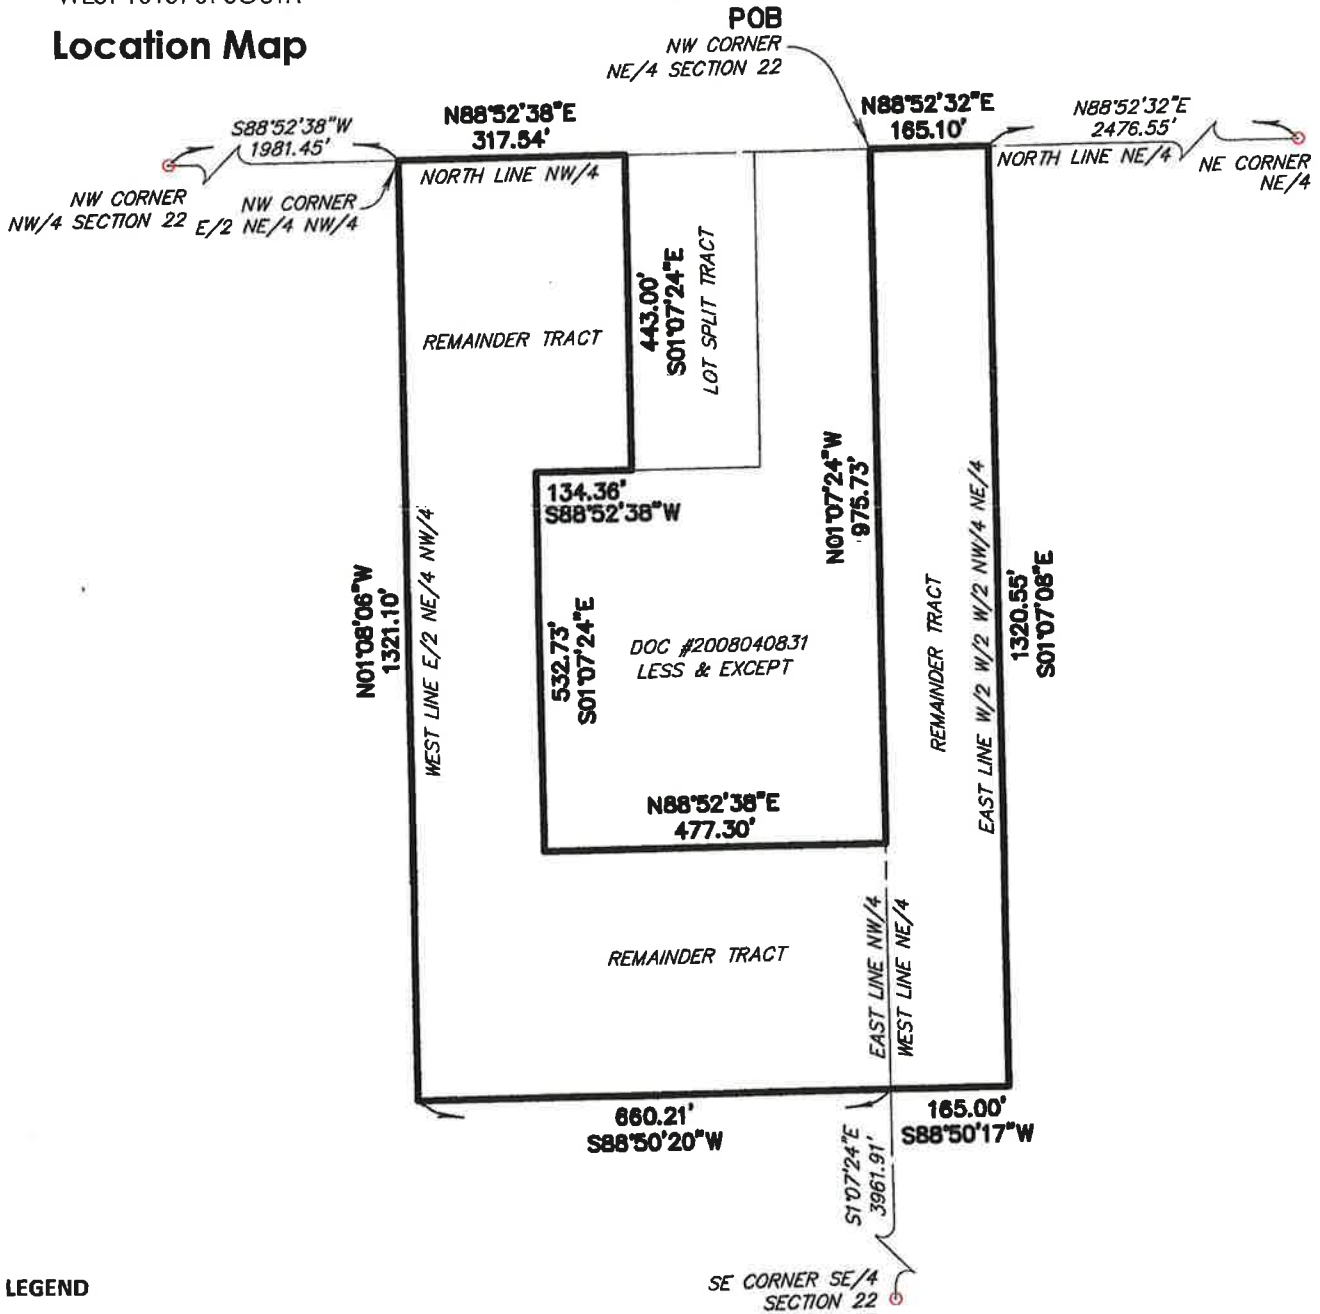 Location Map
POB
NW CORNER
NE/4 SECTION 22
S88°52'38"W
1981.45'
N88°52'38"E
317.54'
N88°52'32"E
165.10'
N88°52'32"E
2476.55'
NORTH LINE NW/4
NORTH LINE NE/4
NE CORNER
NE/4
NW CORNER
NW/4 SECTION 22
NW CORNER
E/2 NE/4 NW/4
REMAINDER TRACT
443.00'
S01°07'24"E
LOT SPLIT TRACT
134.36'
S88°52'38"W
N01°07'24"W
975.73'
WEST LINE E/2 NE/4 NW/4
N01°08'06"W
1321.10'
532.73'
S01°07'24"E
DOC #2008040831
LESS & EXCEPT
REMAINDER TRACT
EAST LINE W/2 W/2 W/2 NW/4 NE/4
1320.55'
S01°07'08"E
N88°52'38"E
477.30'
REMAINDER TRACT
EAST LINE NW/4
WEST LINE NE/4
660.21'
S88°50'20"W
165.00'
S88°50'17"W
S1°07'24"E
3961.91'
SE CORNER SE/4
SECTION 22
LEGEND